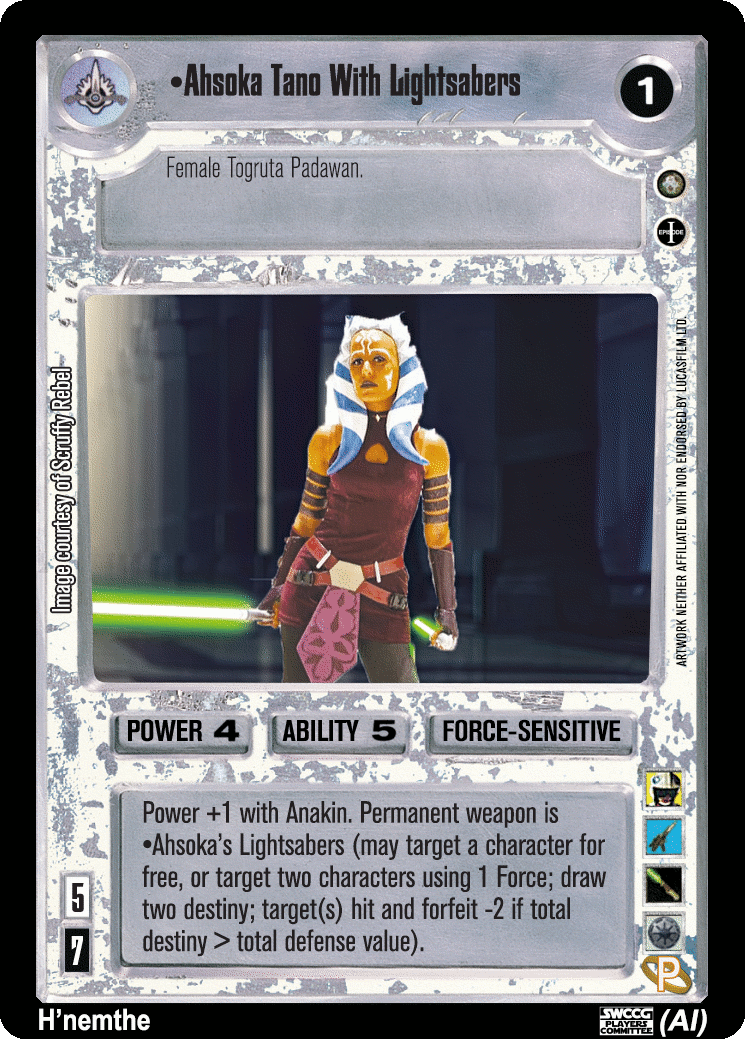 •Ahsoka Tano With Lightsabers
1
Female Togruta Padawan.
EPISODE
I
Image courtesy of Scruffy Rebel
ARTWORK NEITHER AFFILIATED WITH NOR ENDORSED BY LUCASFILM LTD.
POWER 4
ABILITY 5
FORCE-SENSITIVE
Power +1 with Anakin. Permanent weapon is
•Ahsoka's Lightsabers (may target a character for
free, or target two characters using 1 Force; draw
two destiny; target(s) hit and forfeit -2 if total
destiny > total defense value).
5
7
P
H'nemthe
SWCCG
PLAYERS
COMMITTEE
(AI)